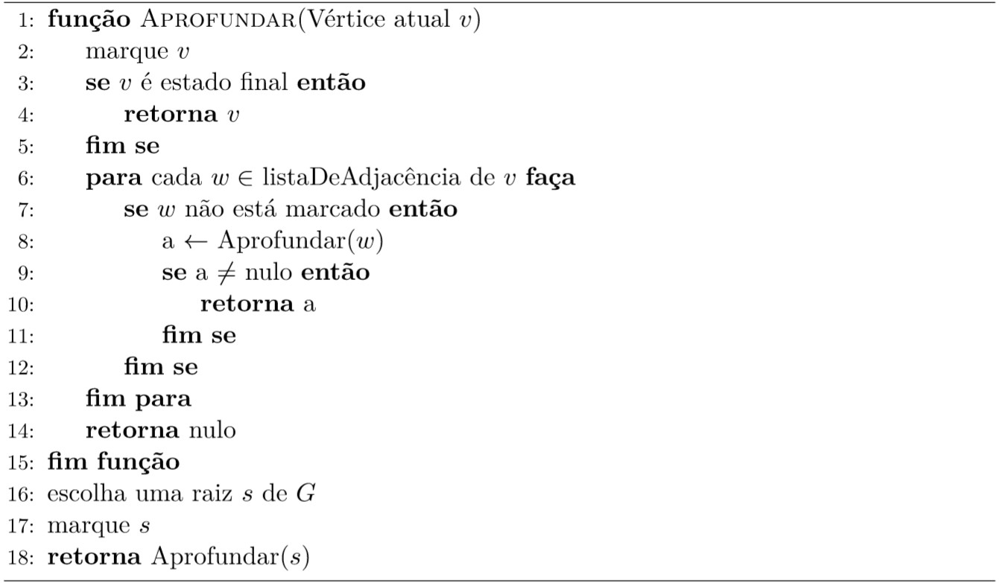 1: função APROFUNDAR(Vértice atual v)
2: marque v
3: se v é estado final então
4: retorna v
5: fim se
6: para cada w ∈ listaDeAdjacência de v faça
7: se w não está marcado então
8: a ← Aprofundar(w)
9: se a ≠ nulo então
10: retorna a
11: fim se
12: fim se
13: fim para
14: retorna nulo
15: fim função
16: escolha uma raiz s de G
17: marque s
18: retorna Aprofundar(s)